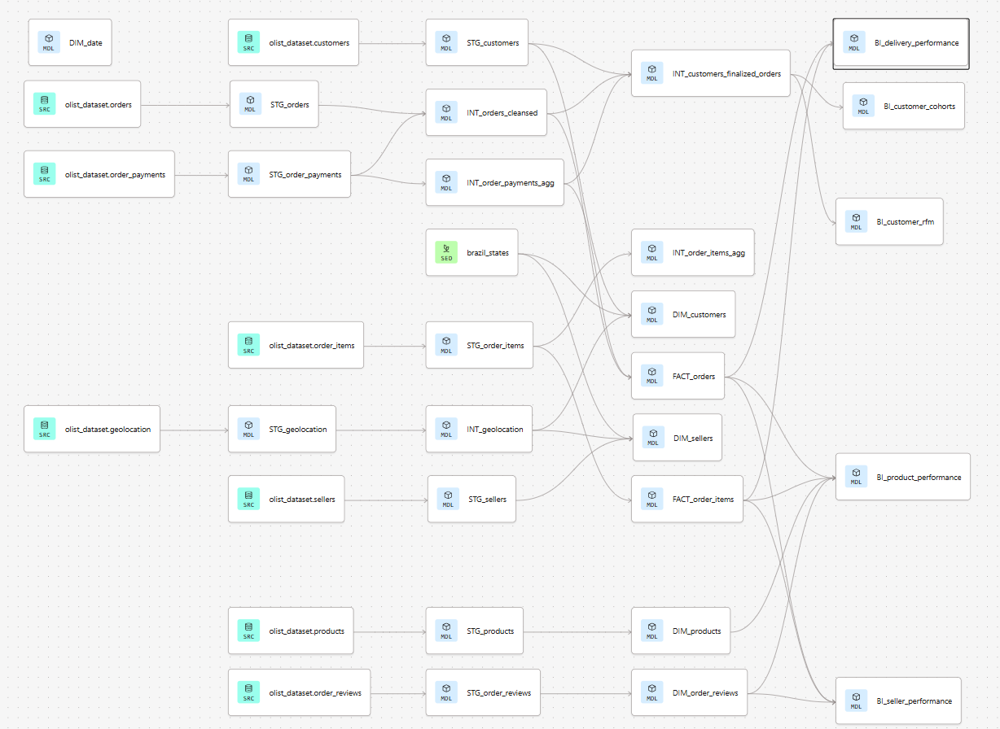 MDL
DIM_date
SRC
olist_dataset.customers
MDL
STG_customers
MDL
BI_delivery_performance
MDL
INT_customers_finalized_orders
SRC
olist_dataset.orders
MDL
STG_orders
MDL
INT_orders_cleansed
MDL
BI_customer_cohorts
SRC
olist_dataset.order_payments
MDL
STG_order_payments
MDL
INT_order_payments_agg
MDL
BI_customer_rfm
SED
brazil_states
MDL
INT_order_items_agg
MDL
DIM_customers
SRC
olist_dataset.order_items
MDL
STG_order_items
MDL
FACT_orders
SRC
olist_dataset.geolocation
MDL
STG_geolocation
MDL
INT_geolocation
MDL
DIM_sellers
MDL
BI_product_performance
SRC
olist_dataset.sellers
MDL
STG_sellers
MDL
FACT_order_items
SRC
olist_dataset.products
MDL
STG_products
MDL
DIM_products
SRC
olist_dataset.order_reviews
MDL
STG_order_reviews
MDL
DIM_order_reviews
MDL
BI_seller_performance